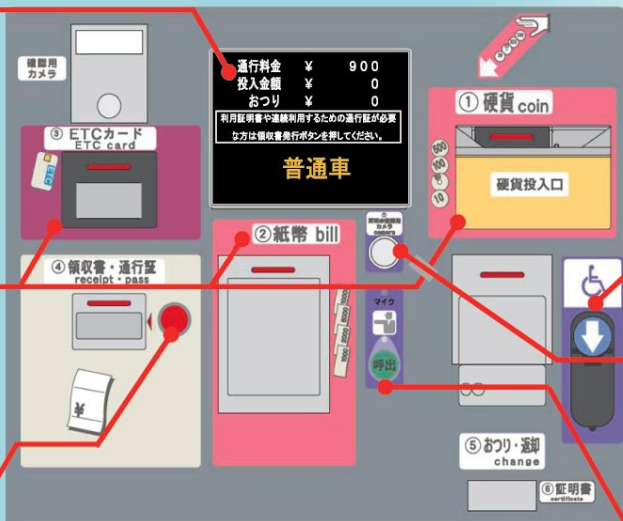 確認用
カメラ
通行料金 ¥ 900
投入金額 ¥ 0
おつり ¥ 0
利用証明書や連続利用するための通行証が必要
な方は領収書発行ボタンを押してください。
普通車
① 硬貨 coin
500
100
10
硬貨投入口
③ ETCカード
ETC card
ETC
② 紙幣 bill
カメラ
camera
④ 領収書・通行証
receipt・pass
¥
マイク
呼出
⑤ おつり・返却
change
⑥ 証明書
certificate